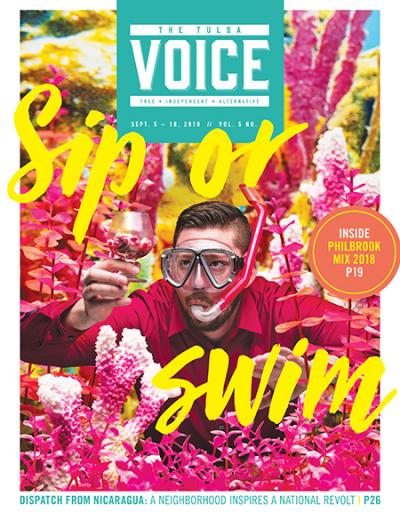 THE TULSA
VOICE
FREE • INDEPENDENT • ALTERNATIVE
SEPT. 5 – 18, 2018 // VOL. 5 NO.
Sip or
swim
INSIDE
PHILBROOK
MIX 2018
P19
DISPATCH FROM NICARAGUA: A NEIGHBORHOOD INSPIRES A NATIONAL REVOLT | P26